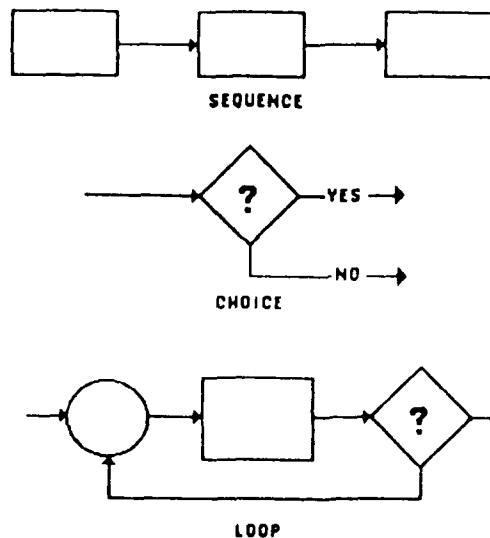 SEQUENCE
?
YES
NO
CHOICE
?
LOOP